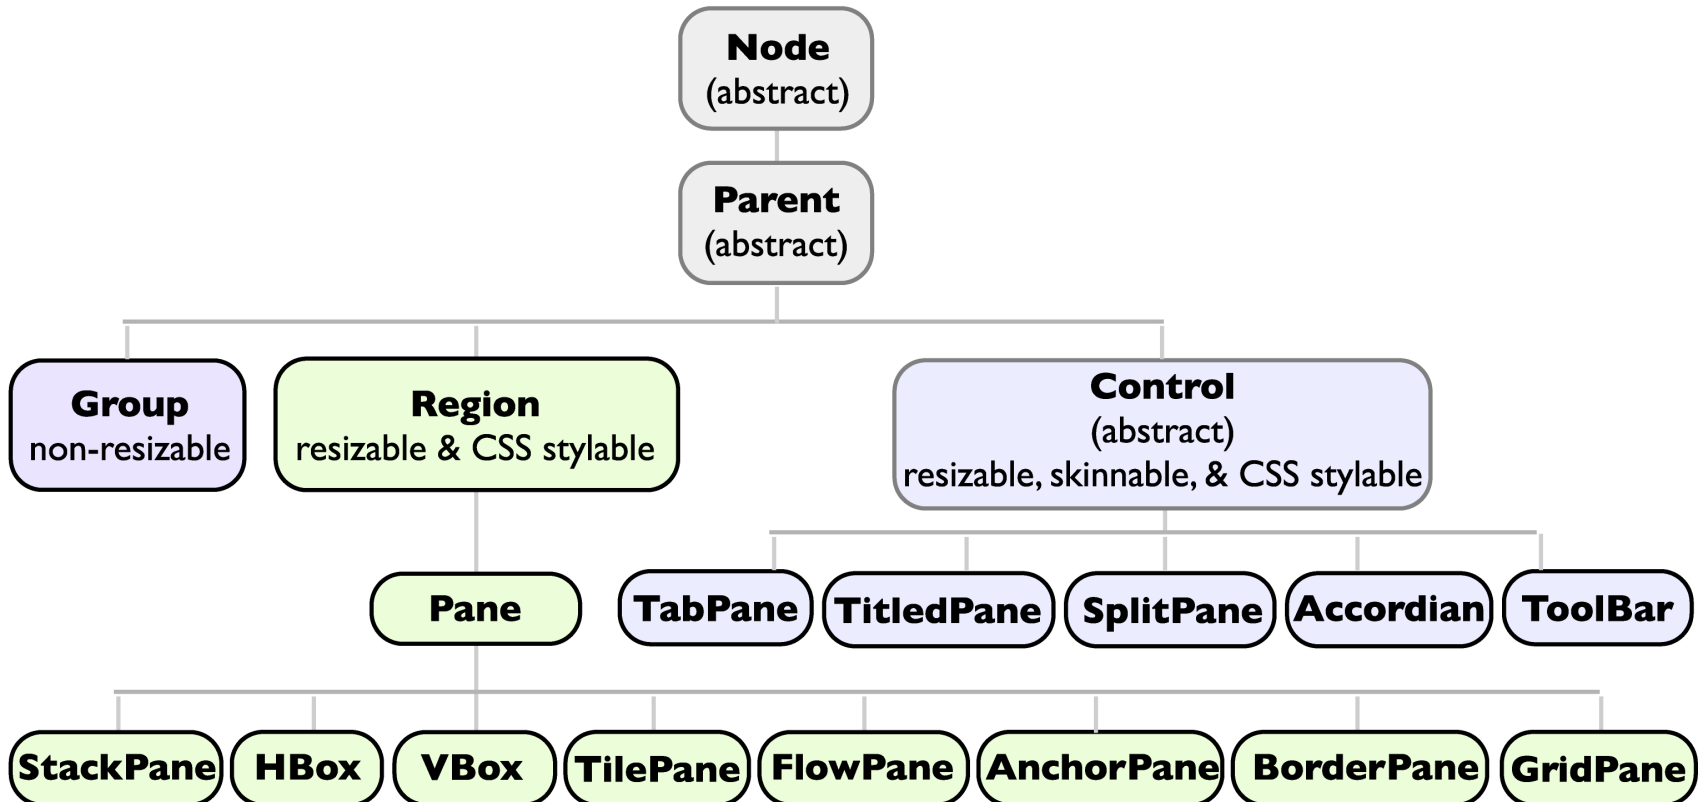 Node
(abstract)
Parent
(abstract)
Group
non-resizable
Region
resizable & CSS stylable
Control
(abstract)
resizable, skinnable, & CSS stylable
Pane
TabPane
TitledPane
SplitPane
Accordian
ToolBar
StackPane
HBox
VBox
TilePane
FlowPane
AnchorPane
BorderPane
GridPane